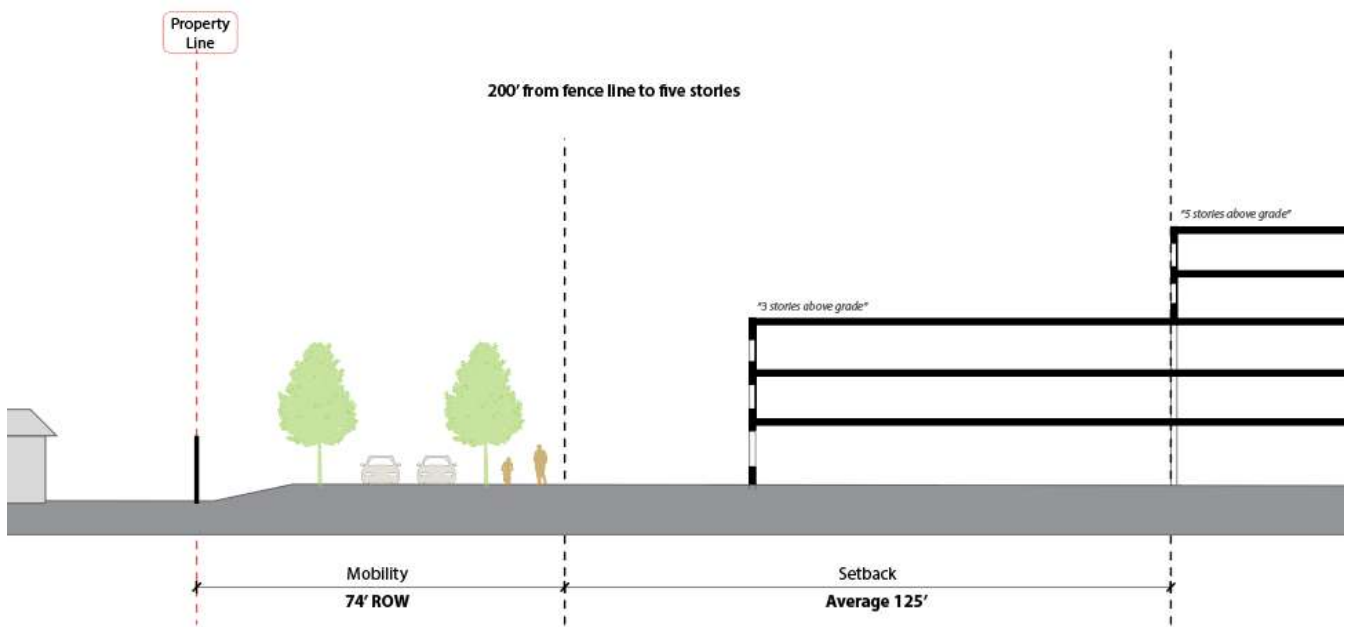 Property
Line
200' from fence line to five stories
"5 stories above grade"
"3 stories above grade"
Mobility
74' ROW
Setback
Average 125'